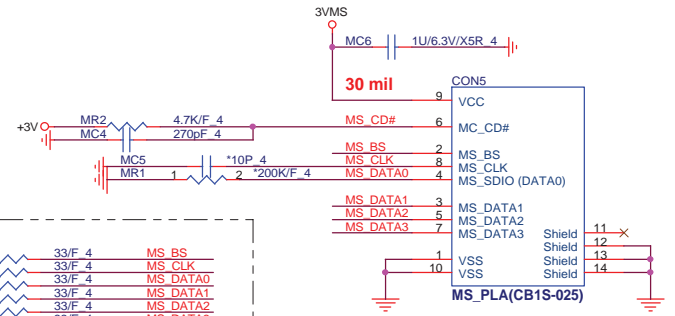 3VMS
MC6 1U/6.3V/X5R_4
30 mil
CON5
9 VCC
+3V MR2 4.7K/F_4 MS_CD# 6 MC_CD#
MC4 270pF_4
MS_BS 2 MS_BS
MC5 *10P_4 MS_CLK 8 MS_CLK
MR1 1 2 *200K/F_4 MS_DATA0 4 MS_SDIO (DATA0)
MS_DATA1 3 MS_DATA1
MS_DATA2 5 MS_DATA2
MS_DATA3 7 MS_DATA3
Shield 11
Shield 12
1 VSS Shield 13
10 VSS Shield 14
MS_PLA(CB1S-025)
33/F_4 MS_BS
33/F_4 MS_CLK
33/F_4 MS_DATA0
33/F_4 MS_DATA1
33/F_4 MS_DATA2